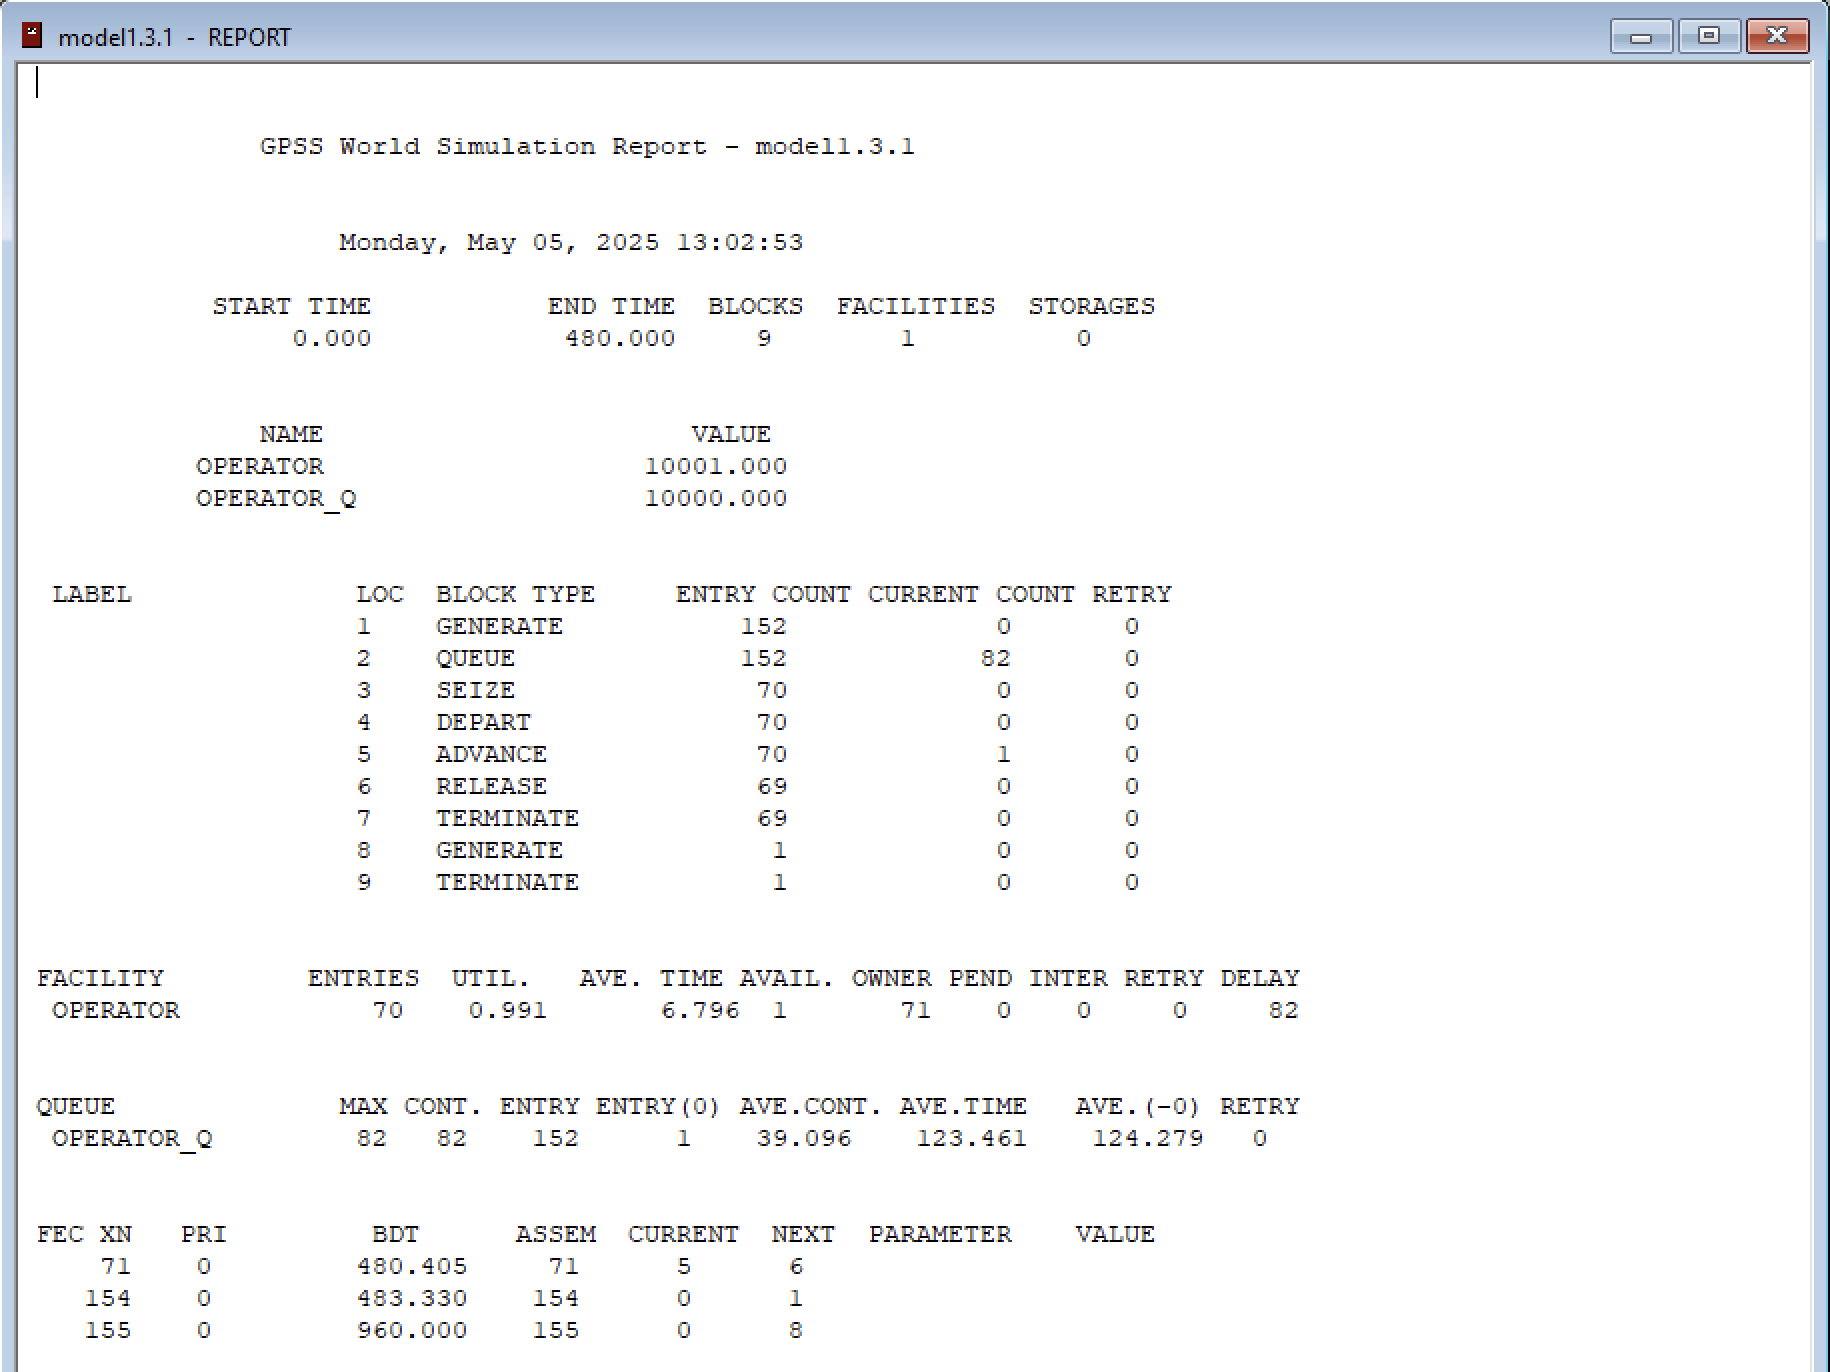 model1.3.1 - REPORT
GPSS World Simulation Report - model1.3.1
Monday, May 05, 2025 13:02:53
START TIME END TIME BLOCKS FACILITIES STORAGES
0.000 480.000 9 1 0
NAME VALUE
OPERATOR 10001.000
OPERATOR_Q 10000.000
LABEL LOC BLOCK TYPE ENTRY COUNT CURRENT COUNT RETRY
1 GENERATE 152 0 0
2 QUEUE 152 82 0
3 SEIZE 70 0 0
4 DEPART 70 0 0
5 ADVANCE 70 1 0
6 RELEASE 69 0 0
7 TERMINATE 69 0 0
8 GENERATE 1 0 0
9 TERMINATE 1 0 0
FACILITY ENTRIES UTIL. AVE. TIME AVAIL. OWNER PEND INTER RETRY DELAY
OPERATOR 70 0.991 6.796 1 71 0 0 0 82
QUEUE MAX CONT. ENTRY ENTRY(0) AVE.CONT. AVE.TIME AVE.(-0) RETRY
OPERATOR_Q 82 82 152 1 39.096 123.461 124.279 0
FEC XN PRI BDT ASSEM CURRENT NEXT PARAMETER VALUE
71 0 480.405 71 5 6
154 0 483.330 154 0 1
155 0 960.000 155 0 8